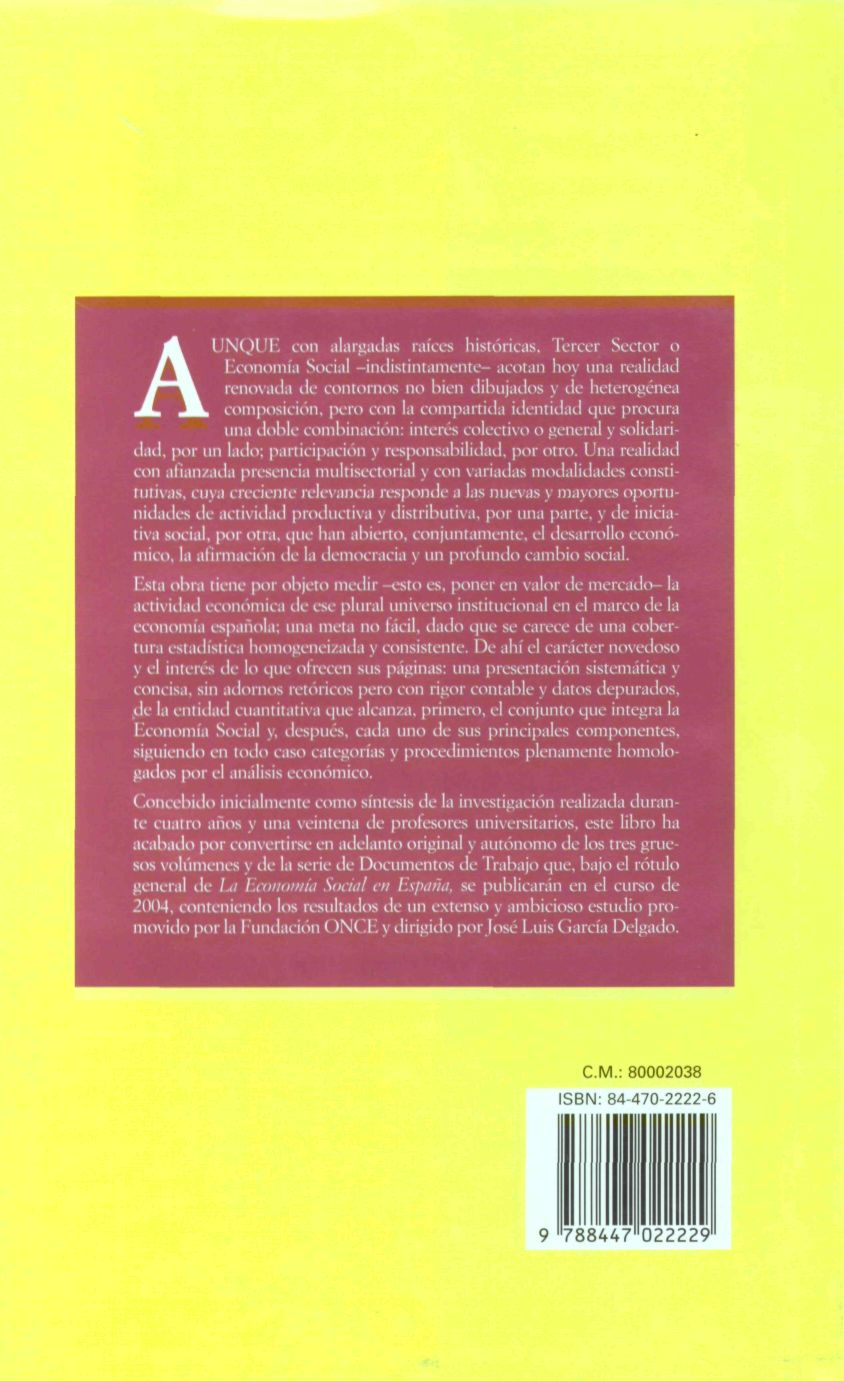 AUNQUE con alargadas raíces históricas, Tercer Sector o
Economía Social –indistintamente– acotan hoy una realidad
renovada de contornos no bien dibujados y de heterogénea
composición, pero con la compartida identidad que procura
una doble combinación: interés colectivo o general y solidari-
dad, por un lado; participación y responsabilidad, por otro. Una realidad
con afianzada presencia multisectorial y con variadas modalidades consti-
tutivas, cuya creciente relevancia responde a las nuevas y mayores oportu-
nidades de actividad productiva y distributiva, por una parte, y de inicia-
tiva social, por otra, que han abierto, conjuntamente, el desarrollo econó-
mico, la afirmación de la democracia y un profundo cambio social.
Esta obra tiene por objeto medir –esto es, poner en valor de mercado– la
actividad económica de ese plural universo institucional en el marco de la
economía española; una meta no fácil, dado que se carece de una cober-
tura estadística homogeneizada y consistente. De ahí el carácter novedoso
y el interés de lo que ofrecen sus páginas: una presentación sistemática y
concisa, sin adornos retóricos pero con rigor contable y datos depurados,
de la entidad cuantitativa que alcanza, primero, el conjunto que integra la
Economía Social y, después, cada uno de sus principales componentes,
siguiendo en todo caso categorías y procedimientos plenamente homolo-
gados por el análisis económico.
Concebido inicialmente como síntesis de la investigación realizada duran-
te cuatro años y una veintena de profesores universitarios, este libro ha
acabado por convertirse en adelanto original y autónomo de los tres grue-
sos volúmenes y de la serie de Documentos de Trabajo que, bajo el rótulo
general de La Economía Social en España, se publicarán en el curso de
2004, conteniendo los resultados de un extenso y ambicioso estudio pro-
movido por la Fundación ONCE y dirigido por José Luis García Delgado.
C.M.: 80002038
ISBN: 84-470-2222-6
9 788447 022229